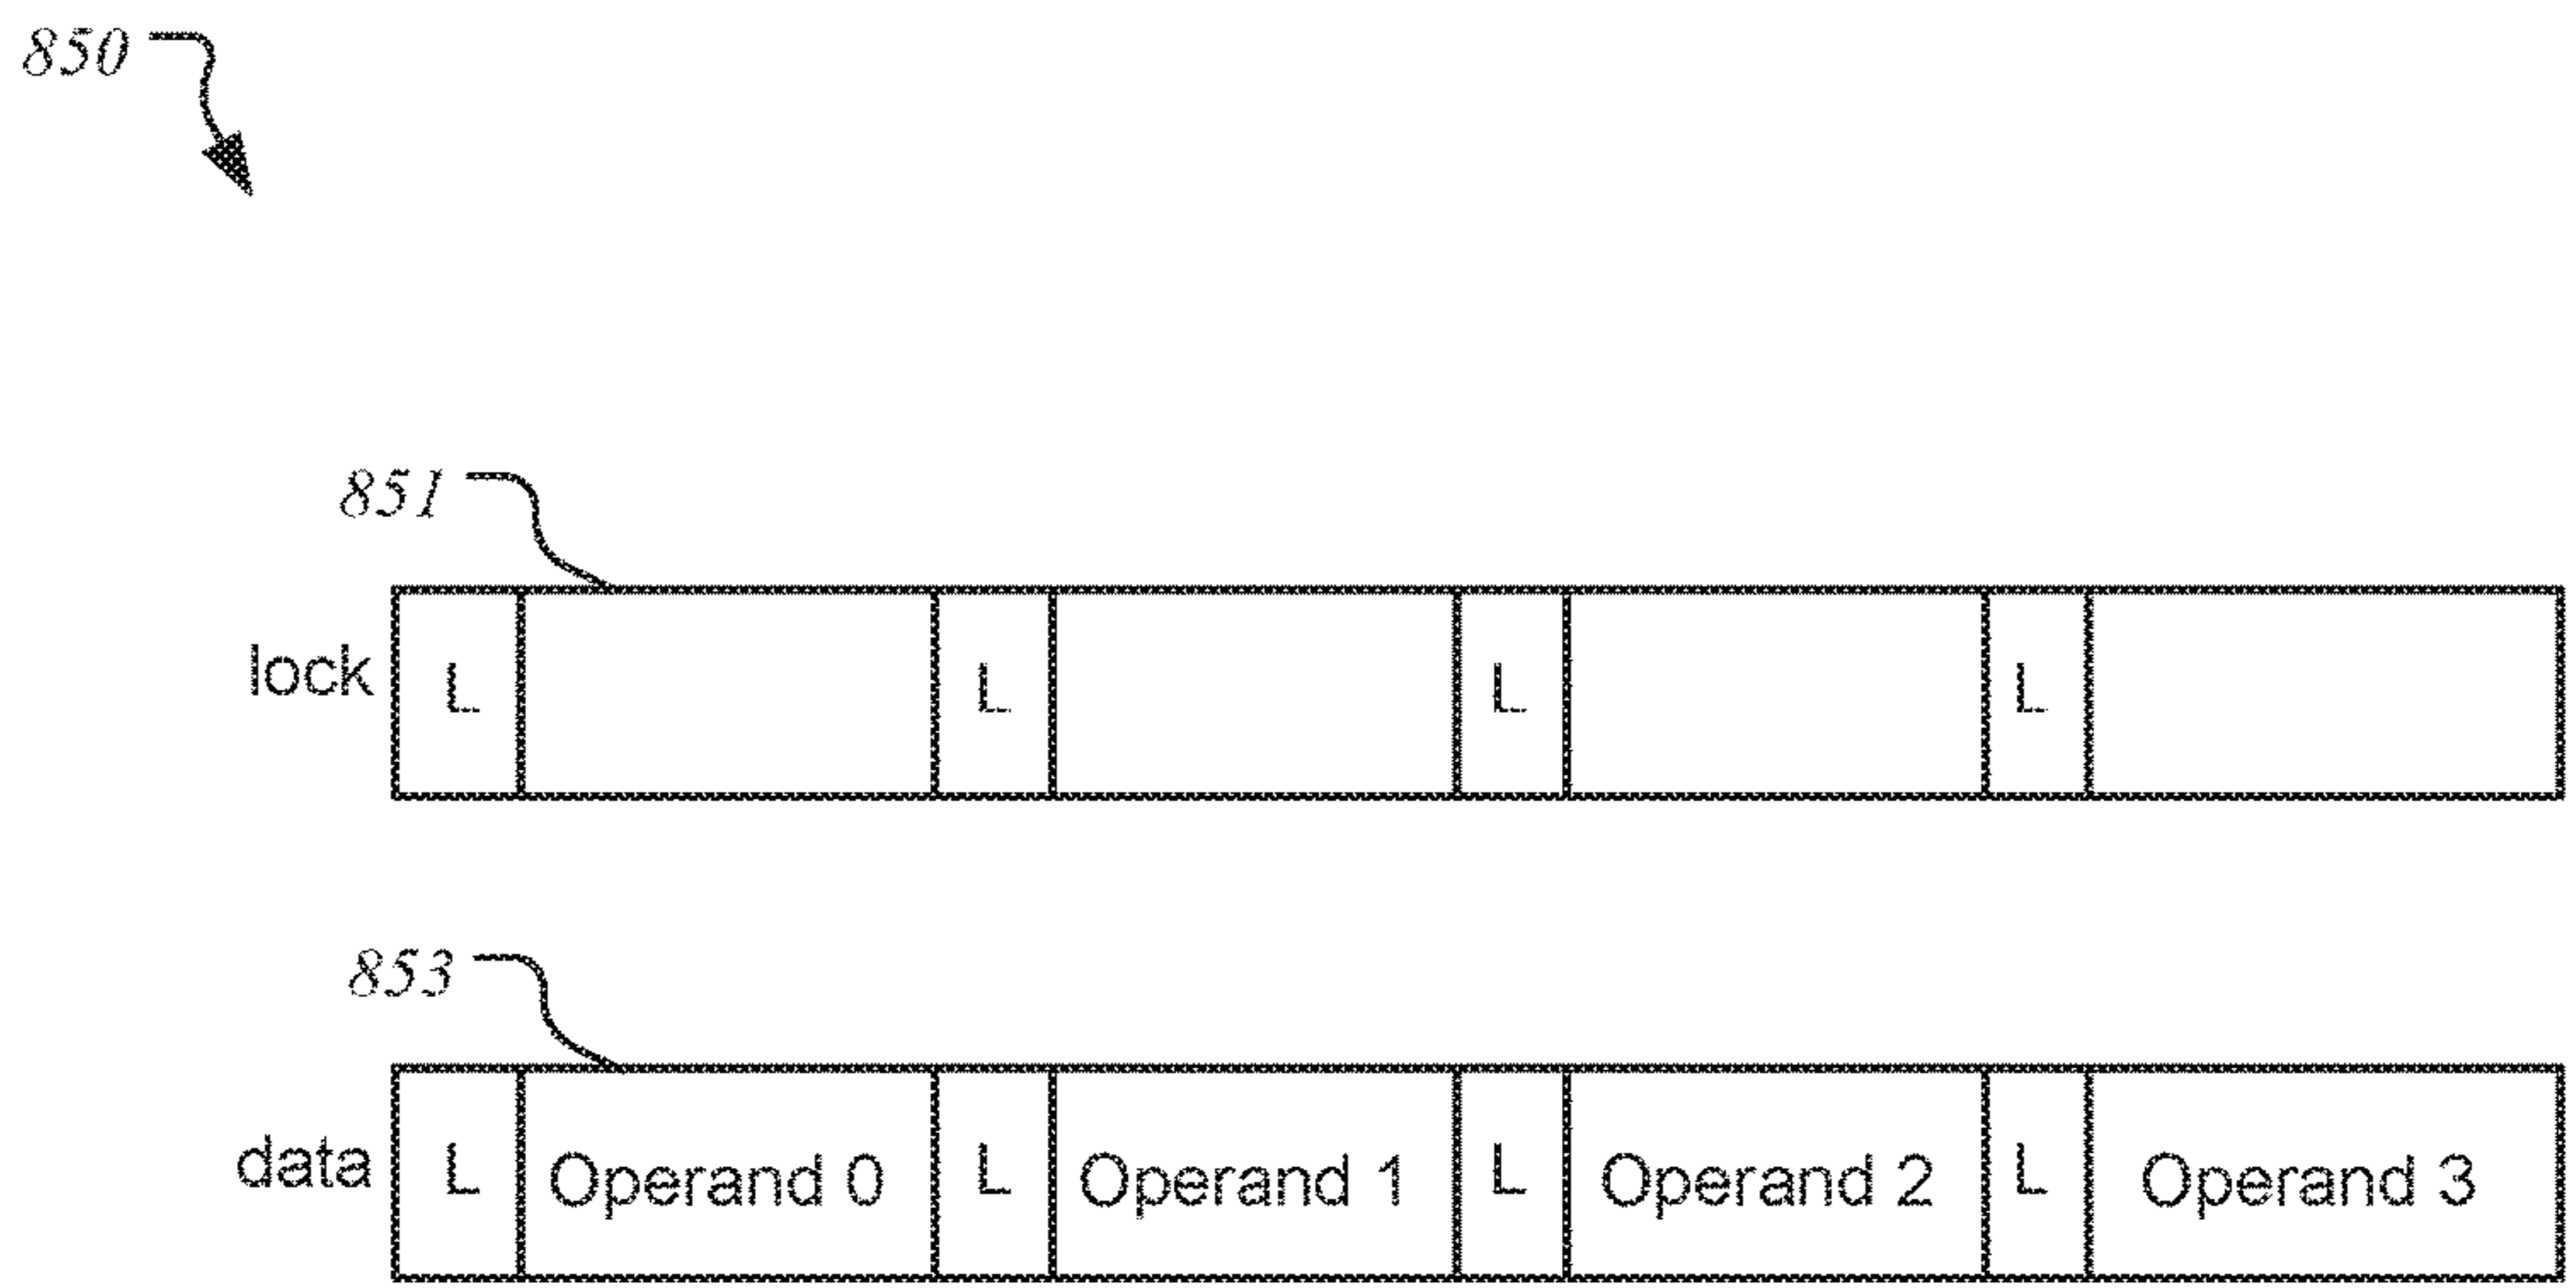 850
851
lock L L L L
853
data L Operand 0 L Operand 1 L Operand 2 L Operand 3